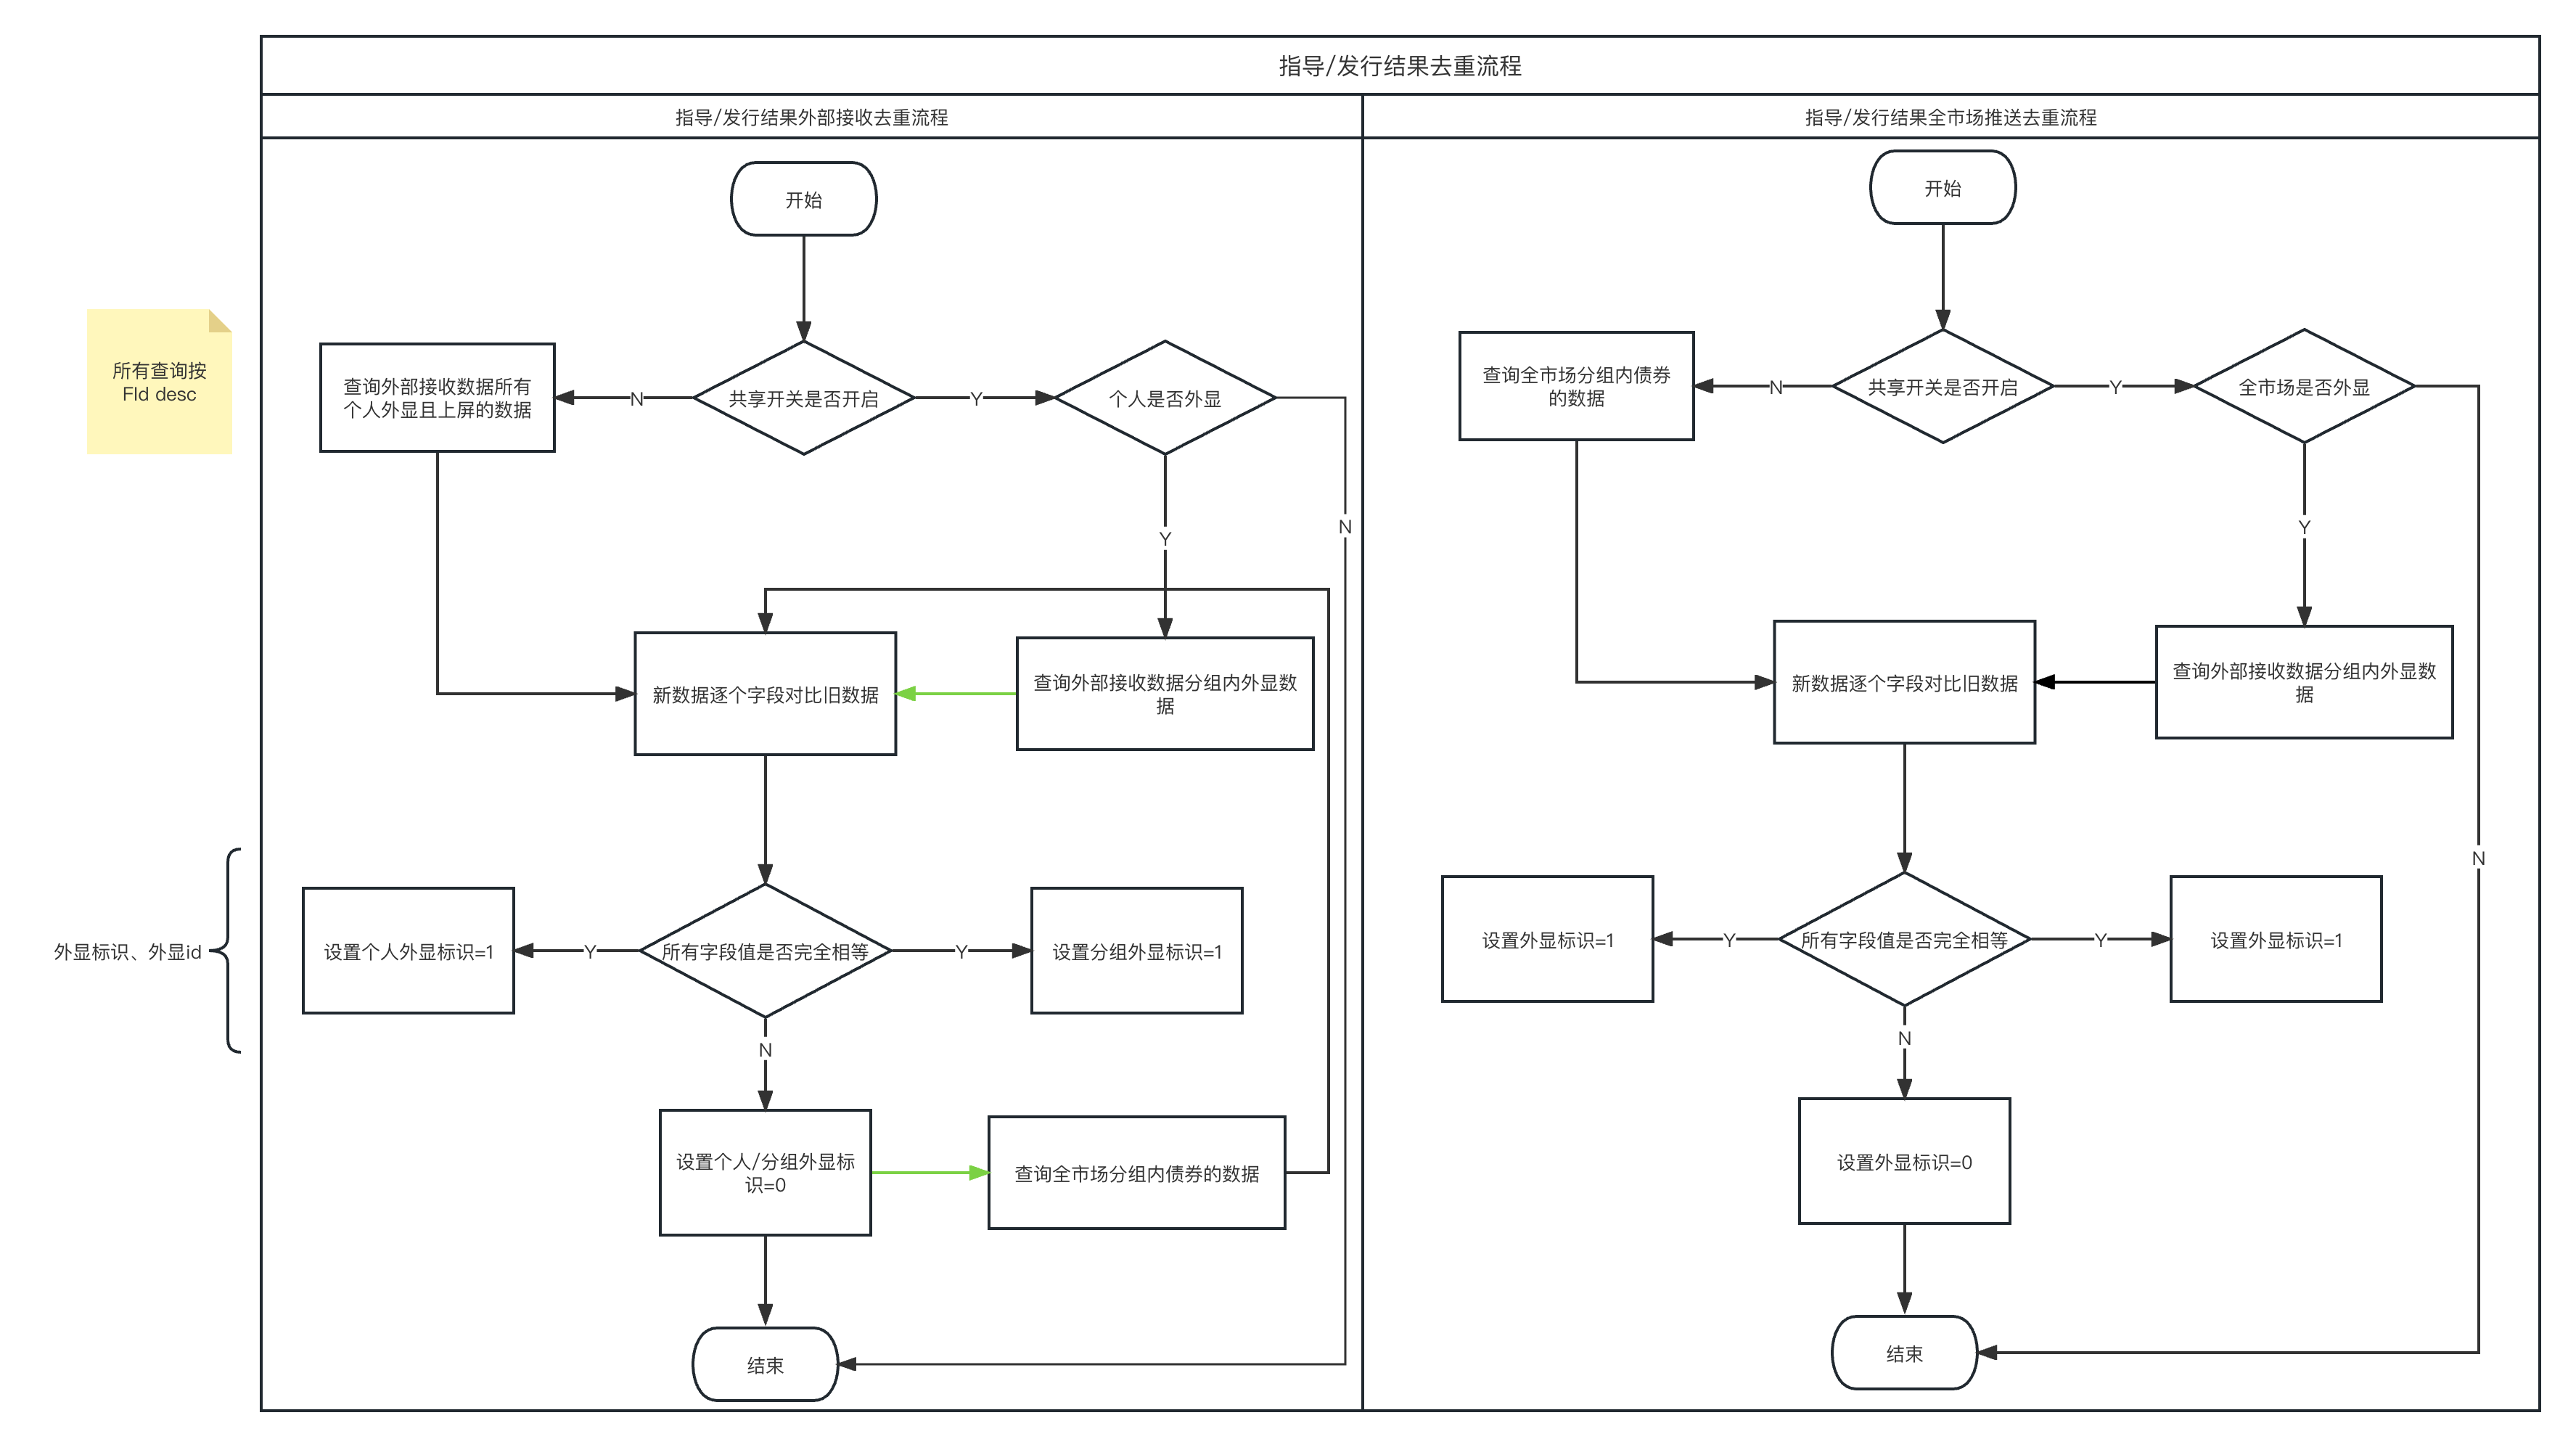 指导/发行结果去重流程
指导/发行结果外部接收去重流程
指导/发行结果全市场推送去重流程
所有查询按
FId desc
外显标识、外显id
开始
共享开关是否开启
N
Y
查询外部接收数据所有
个人外显且上屏的数据
个人是否外显
Y
N
新数据逐个字段对比旧数据
查询外部接收数据分组内外显数
据
所有字段值是否完全相等
Y
Y
设置个人外显标识=1
设置分组外显标识=1
N
设置个人/分组外显标
识=0
查询全市场分组内债券的数据
结束
开始
共享开关是否开启
N
Y
查询全市场分组内债券
的数据
全市场是否外显
Y
N
新数据逐个字段对比旧数据
查询外部接收数据分组内外显数
据
所有字段值是否完全相等
Y
Y
设置外显标识=1
设置外显标识=1
N
设置外显标识=0
结束